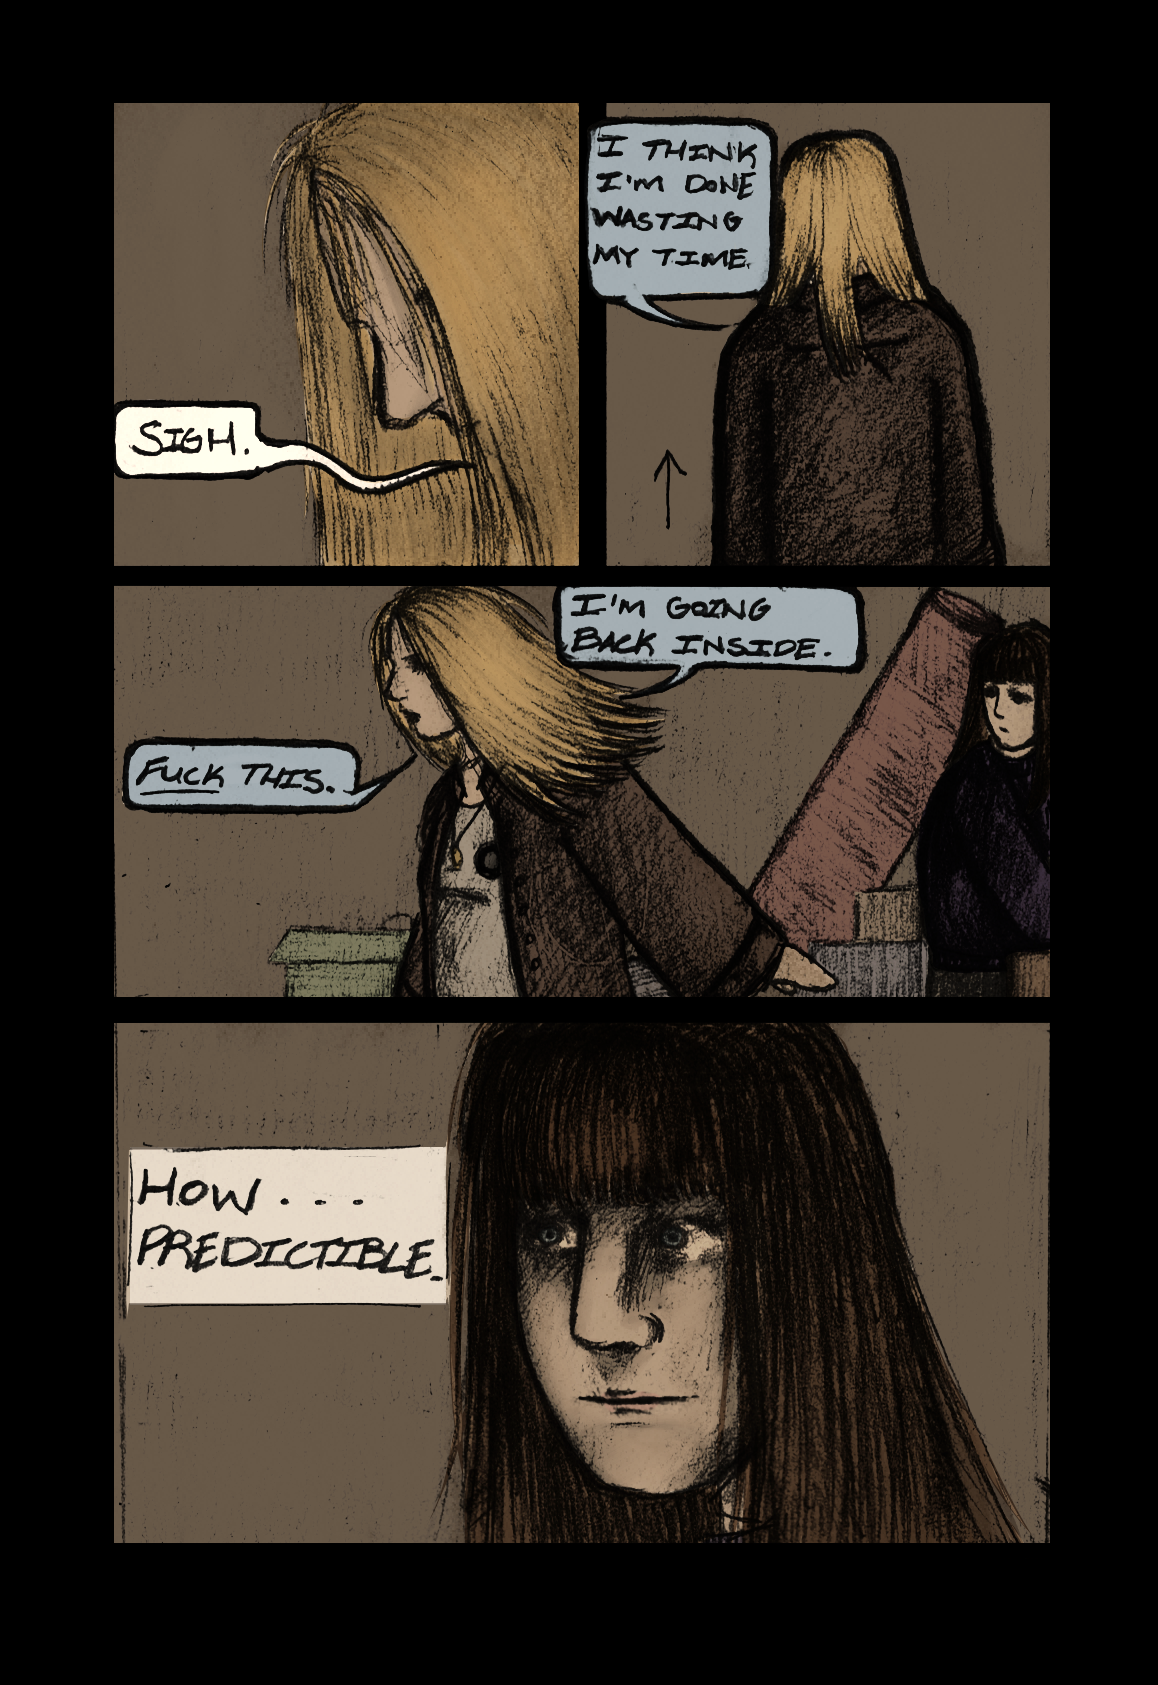 SIGH.
I THINK
I'M DONE
WASTING
MY TIME.
I'M GOING
BACK INSIDE.
FUCK THIS.
HOW . . .
PREDICTIBLE.